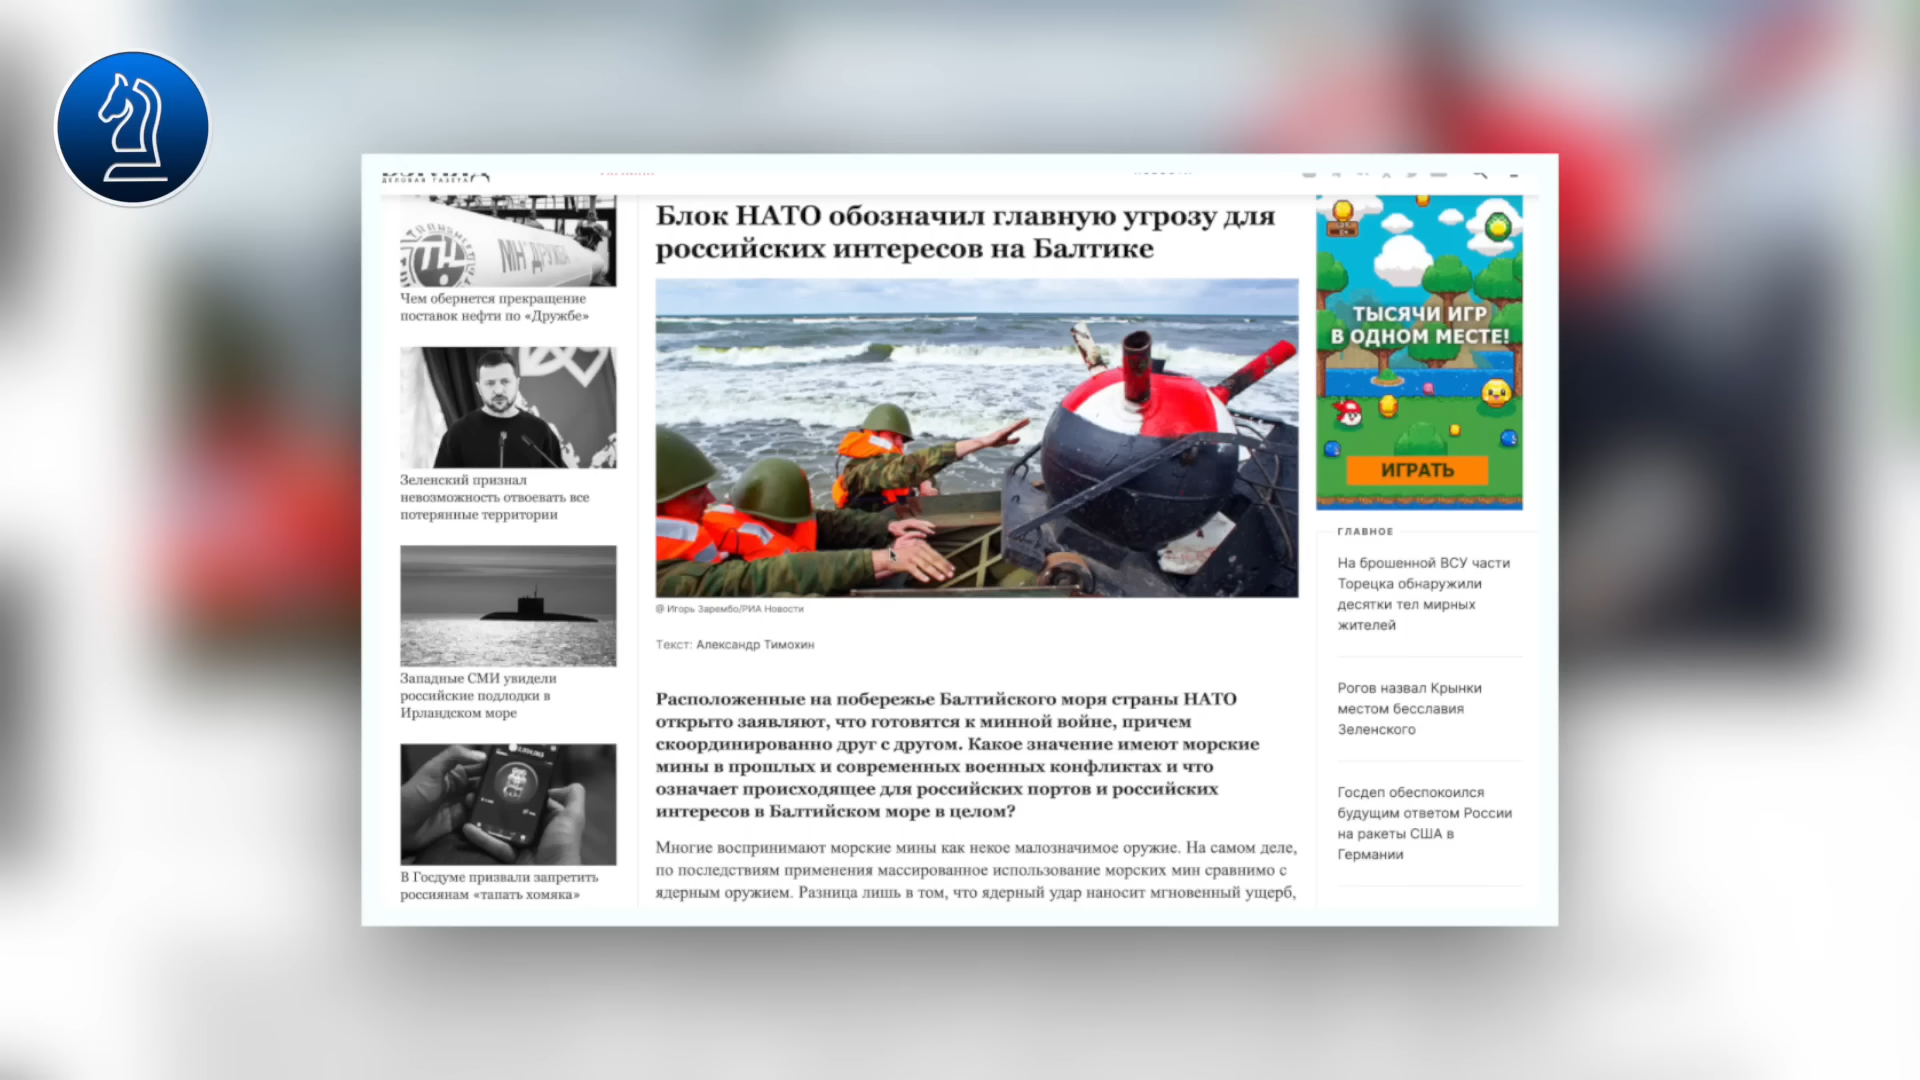 ДЕЛОВАЯ ГАЗЕТА
МН ДРУЖБА
Чем обернется прекращение
поставок нефти по «Дружбе»
Зеленский признал
невозможность отвоевать все
потерянные территории
Западные СМИ увидели
российские подлодки в
Ирландском море
В Госдуме призвали запретить
россиянам «тапать хомяка»
Блок НАТО обозначил главную угрозу для
российских интересов на Балтике
@ Игорь Зарембо/РИА Новости
Текст: Александр Тимохин
Расположенные на побережье Балтийского моря страны НАТО
открыто заявляют, что готовятся к минной войне, причем
скоординированно друг с другом. Какое значение имеют морские
мины в прошлых и современных военных конфликтах и что
означает происходящее для российских портов и российских
интересов в Балтийском море в целом?
Многие воспринимают морские мины как некое малозначимое оружие. На самом деле,
по последствиям применения массированное использование морских мин сравнимо с
ядерным оружием. Разница лишь в том, что ядерный удар наносит мгновенный ущерб,
ТЫСЯЧИ ИГР
В ОДНОМ МЕСТЕ!
ИГРАТЬ
ГЛАВНОЕ
На брошенной ВСУ части
Торецка обнаружили
десятки тел мирных
жителей
Рогов назвал Крынки
местом бесславия
Зеленского
Госдеп обеспокоился
будущим ответом России
на ракеты США в
Германии